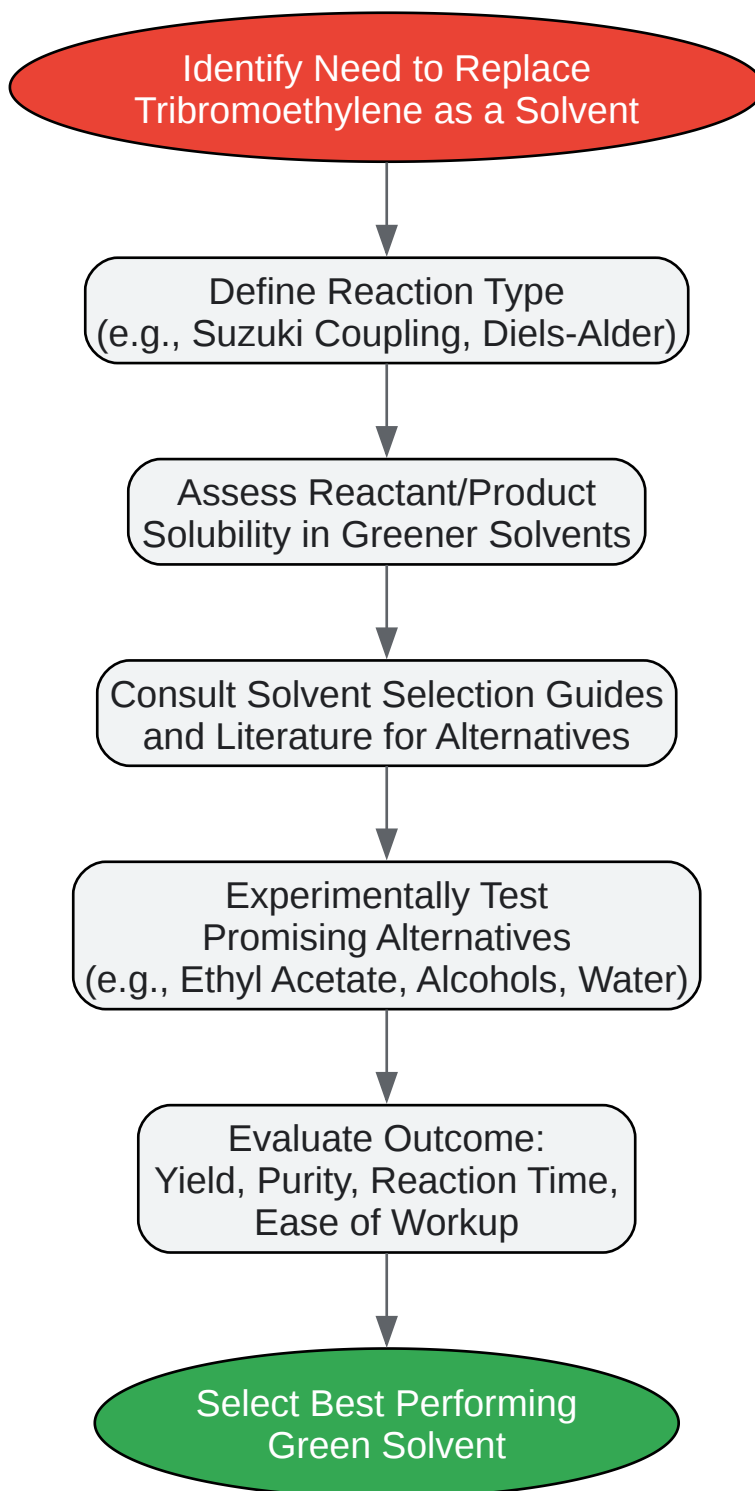 Identify Need to Replace
Tribromoethylene as a Solvent
Define Reaction Type
(e.g., Suzuki Coupling, Diels-Alder)
Assess Reactant/Product
Solubility in Greener Solvents
Consult Solvent Selection Guides
and Literature for Alternatives
Experimentally Test
Promising Alternatives
(e.g., Ethyl Acetate, Alcohols, Water)
Evaluate Outcome:
Yield, Purity, Reaction Time,
Ease of Workup
Select Best Performing
Green Solvent